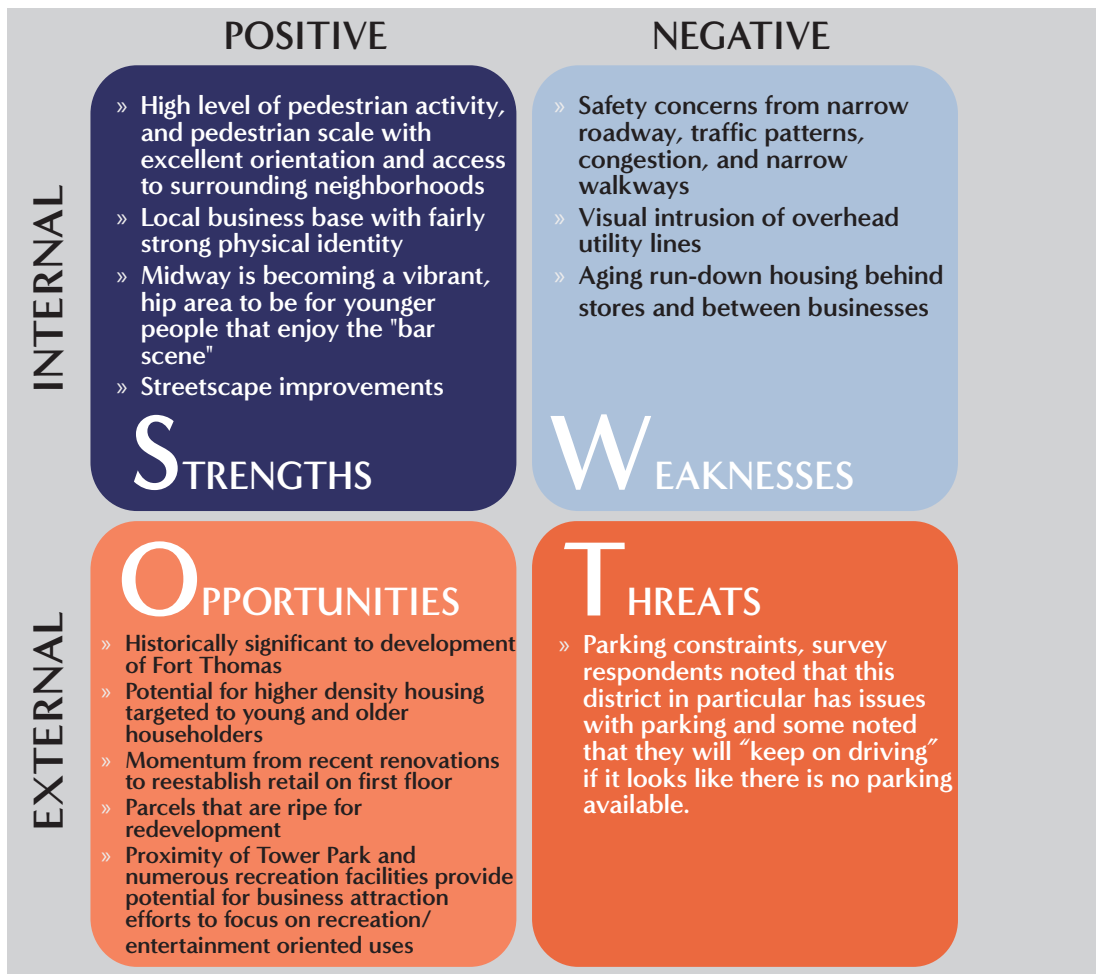 POSITIVE
NEGATIVE
INTERNAL
» High level of pedestrian activity,
and pedestrian scale with
excellent orientation and access
to surrounding neighborhoods
» Local business base with fairly
strong physical identity
» Midway is becoming a vibrant,
hip area to be for younger
people that enjoy the "bar
scene"
» Streetscape improvements
STRENGTHS
» Safety concerns from narrow
roadway, traffic patterns,
congestion, and narrow
walkways
» Visual intrusion of overhead
utility lines
» Aging run-down housing behind
stores and between businesses
WEAKNESSES
EXTERNAL
OPPORTUNITIES
» Historically significant to development
of Fort Thomas
» Potential for higher density housing
targeted to young and older
householders
» Momentum from recent renovations
to reestablish retail on first floor
» Parcels that are ripe for
redevelopment
» Proximity of Tower Park and
numerous recreation facilities provide
potential for business attraction
efforts to focus on recreation/
entertainment oriented uses
THREATS
» Parking constraints, survey
respondents noted that this
district in particular has issues
with parking and some noted
that they will “keep on driving”
if it looks like there is no parking
available.